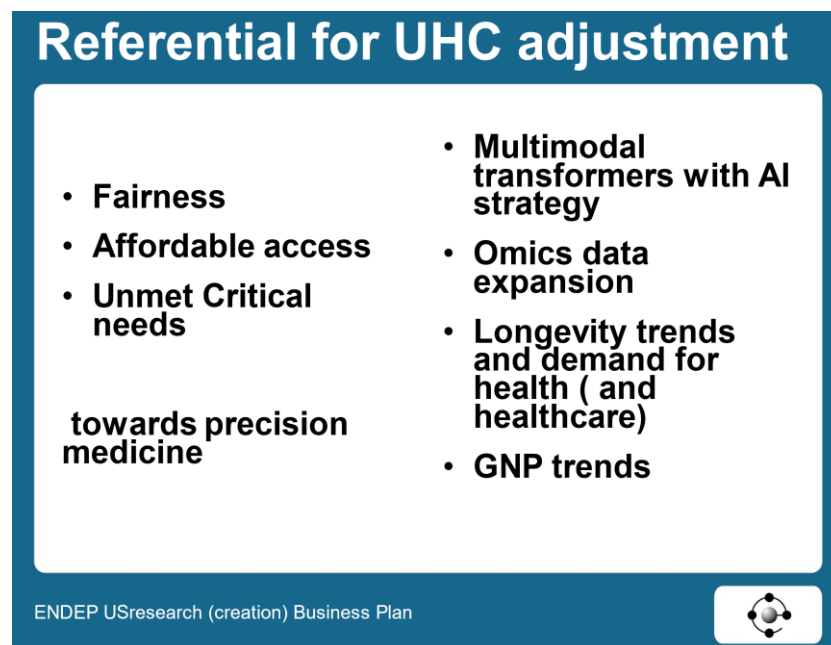 Referential for UHC adjustment
• Fairness
• Affordable access
• Unmet Critical
needs
towards precision
medicine
• Multimodal
transformers with AI
strategy
• Omics data
expansion
• Longevity trends
and demand for
health ( and
healthcare)
• GNP trends
ENDEP USresearch (creation) Business Plan